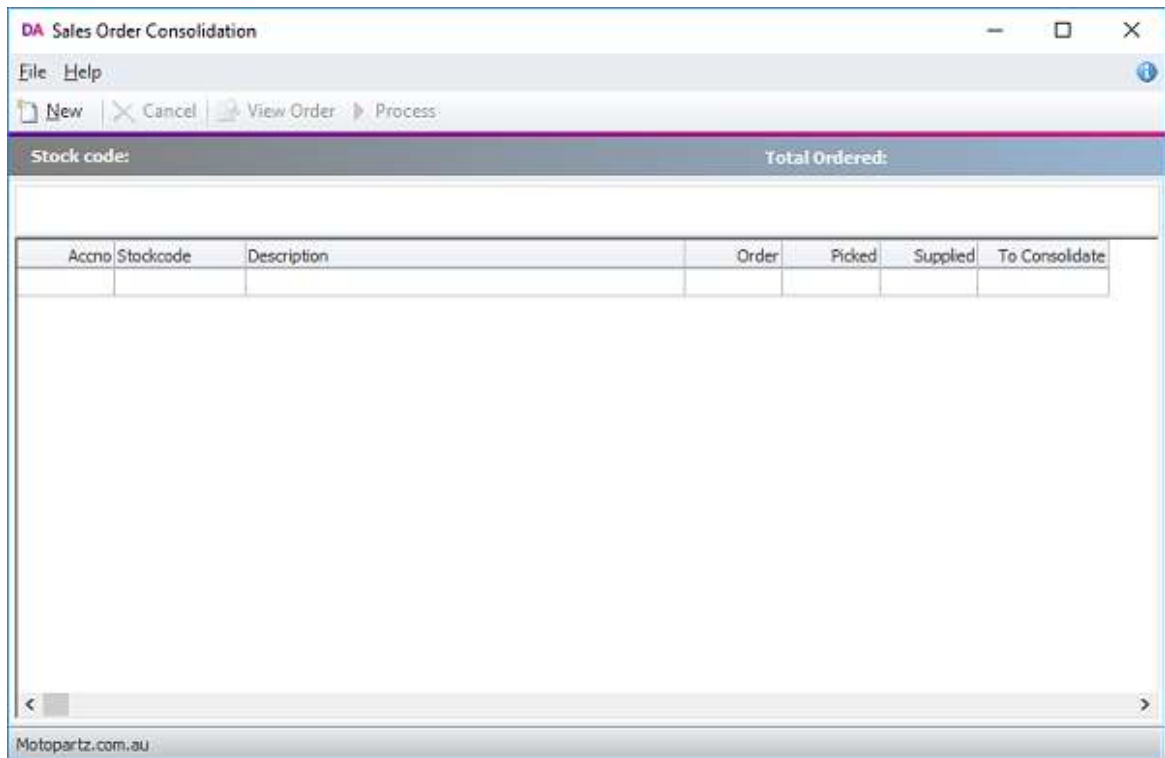 DA Sales Order Consolidation
File Help
New Cancel View Order Process
Stock code: Total Ordered:
Accno Stockcode Description Order Picked Supplied To Consolidate
Motopartz.com.au